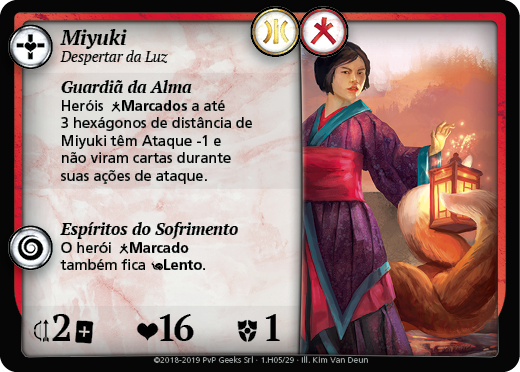 Miyuki
Despertar da Luz
Guardiã da Alma
Heróis Marcados a até
3 hexágonos de distância de
Miyuki têm Ataque -1 e
não viram cartas durante
suas ações de ataque.
Espíritos do Sofrimento
O herói Marcado
também fica Lento.
2 16 1
©2018-2019 PvP Geeks Srl · 1.H05/29 · Ill. Kim Van Deun